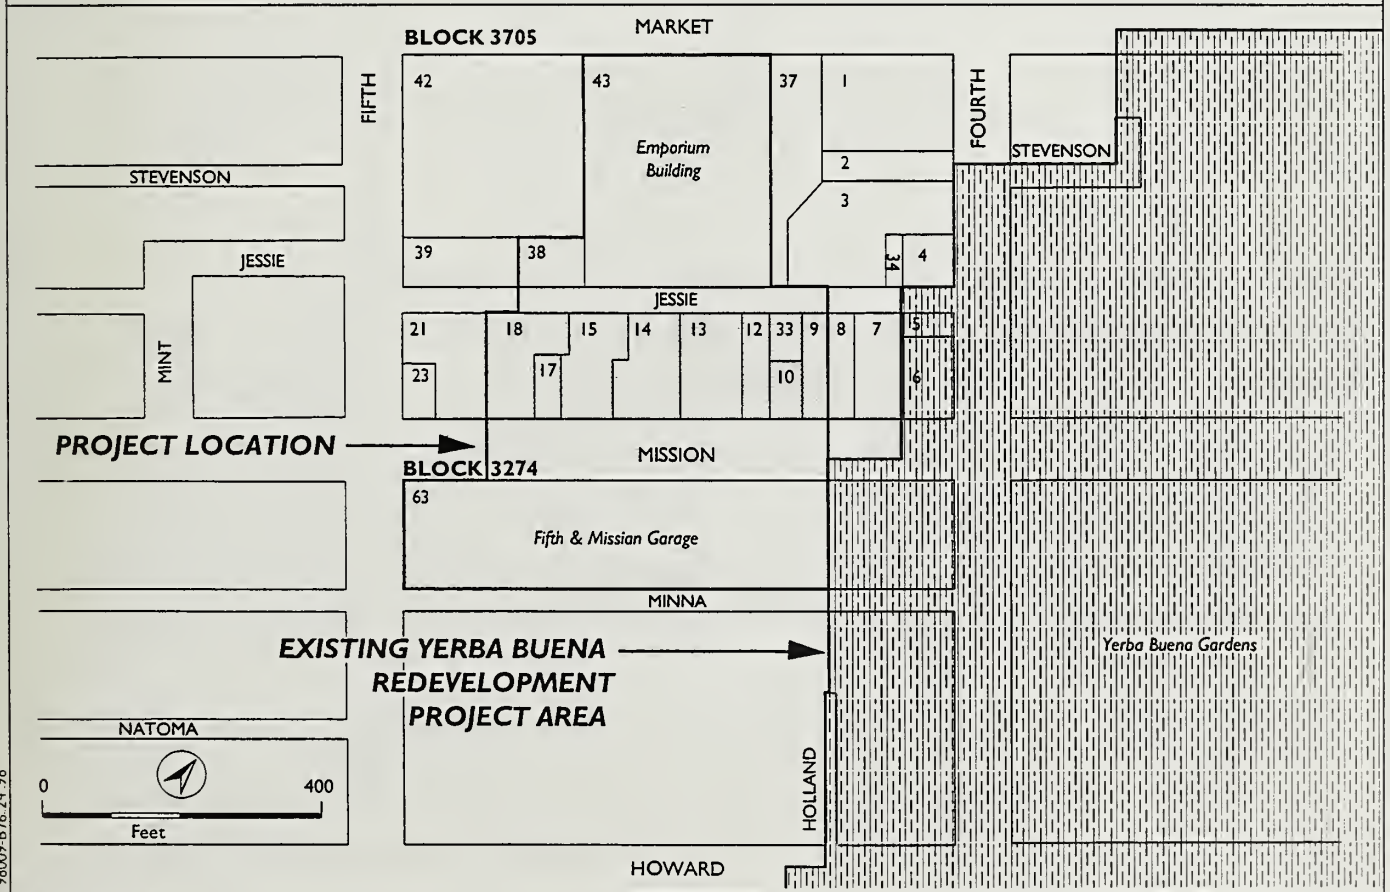 MARKET
BLOCK 3705
FIFTH
42
43
37
1
FOURTH
Emporium
Building
2
STEVENSON
STEVENSON
3
39
38
34
4
JESSIE
JESSIE
21
18
15
14
13
12
33
9
8
7
5
MINT
23
17
10
6
PROJECT LOCATION
MISSION
BLOCK 3274
63
Fifth & Missian Garage
MINNA
EXISTING YERBA BUENA
REDEVELOPMENT
PROJECT AREA
Yerba Buena Gardens
NATOMA
HOLLAND
0
400
Feet
HOWARD